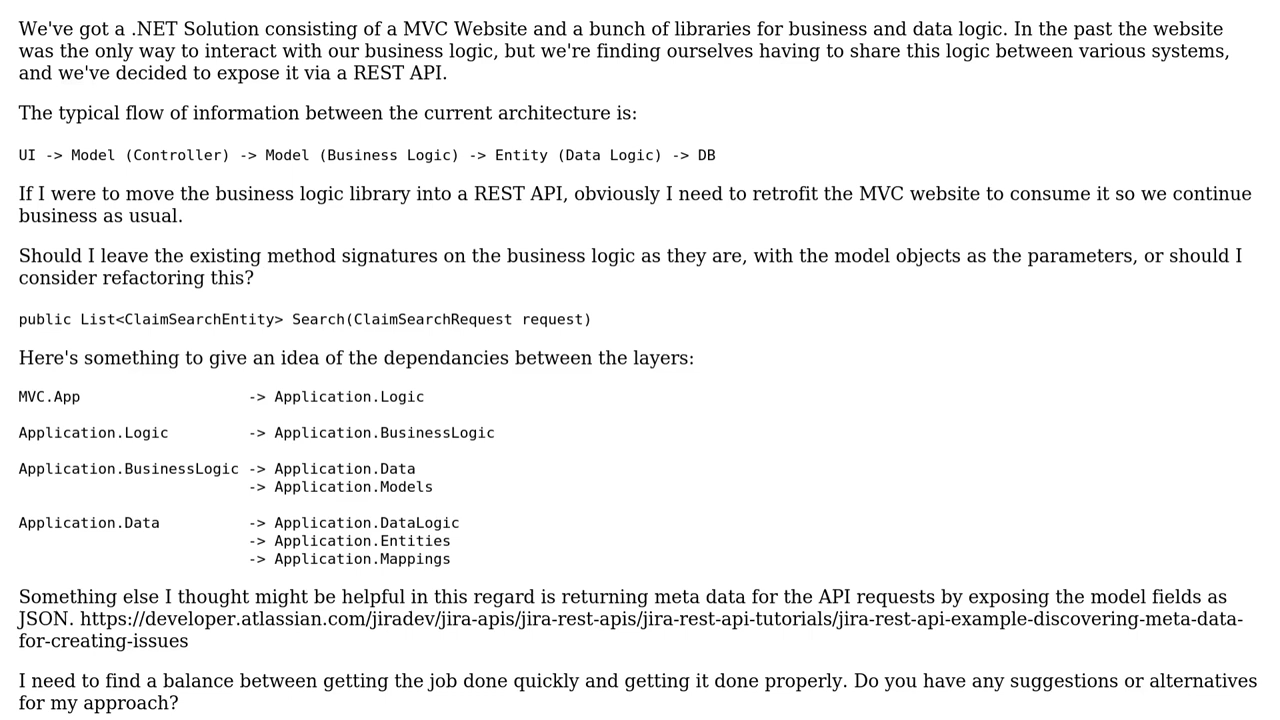 We've got a .NET Solution consisting of a MVC Website and a bunch of libraries for business and data logic. In the past the website
was the only way to interact with our business logic, but we're finding ourselves having to share this logic between various systems,
and we've decided to expose it via a REST API.
The typical flow of information between the current architecture is:
UI -> Model (Controller) -> Model (Business Logic) -> Entity (Data Logic) -> DB
If I were to move the business logic library into a REST API, obviously I need to retrofit the MVC website to consume it so we continue
business as usual.
Should I leave the existing method signatures on the business logic as they are, with the model objects as the parameters, or should I
consider refactoring this?
public List<ClaimSearchEntity> Search(ClaimSearchRequest request)
Here's something to give an idea of the dependancies between the layers:
MVC.App -> Application.Logic
Application.Logic -> Application.BusinessLogic
Application.BusinessLogic -> Application.Data
-> Application.Models
Application.Data -> Application.DataLogic
-> Application.Entities
-> Application.Mappings
Something else I thought might be helpful in this regard is returning meta data for the API requests by exposing the model fields as
JSON. https://developer.atlassian.com/jiradev/jira-apis/jira-rest-apis/jira-rest-api-tutorials/jira-rest-api-example-discovering-meta-data-
for-creating-issues
I need to find a balance between getting the job done quickly and getting it done properly. Do you have any suggestions or alternatives
for my approach?